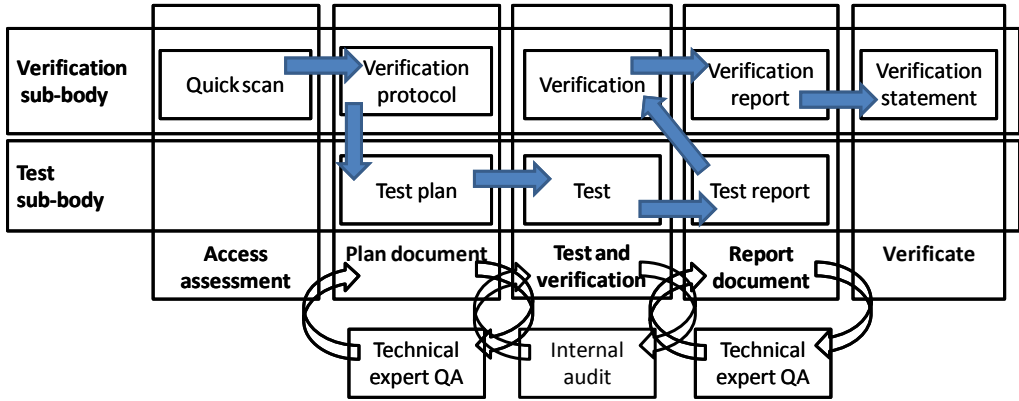 Verification
sub-body
Quick scan
Verification
protocol
Verification
Verification
report
Verification
statement
Test
sub-body
Test plan
Test
Test report
Access
assessment
Plan document
Test and
verification
Report
document
Verificate
Technical
expert QA
Internal
audit
Technical
expert QA